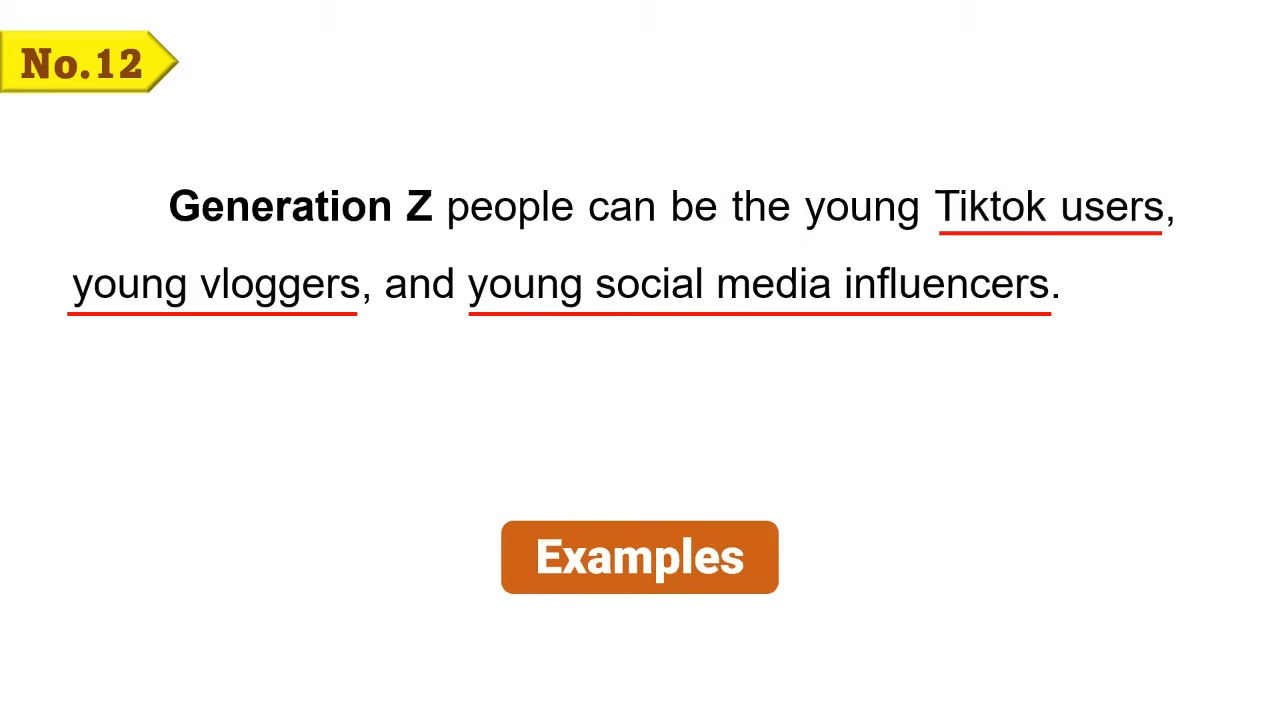 No.12
Generation Z people can be the young Tiktok users,
young vloggers, and young social media influencers.
Examples